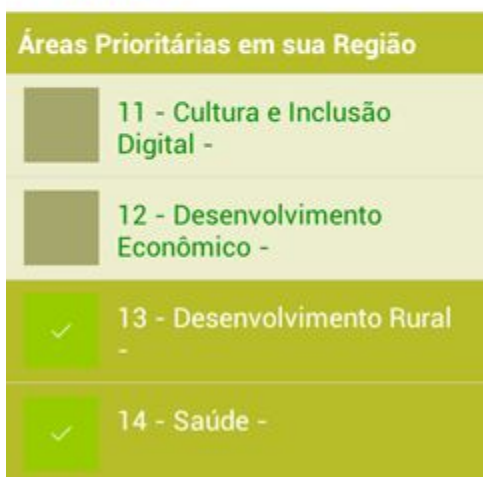 Áreas Prioritárias em sua Região
11 - Cultura e Inclusão
Digital -
12 - Desenvolvimento
Econômico -
13 - Desenvolvimento Rural
-
14 - Saúde -